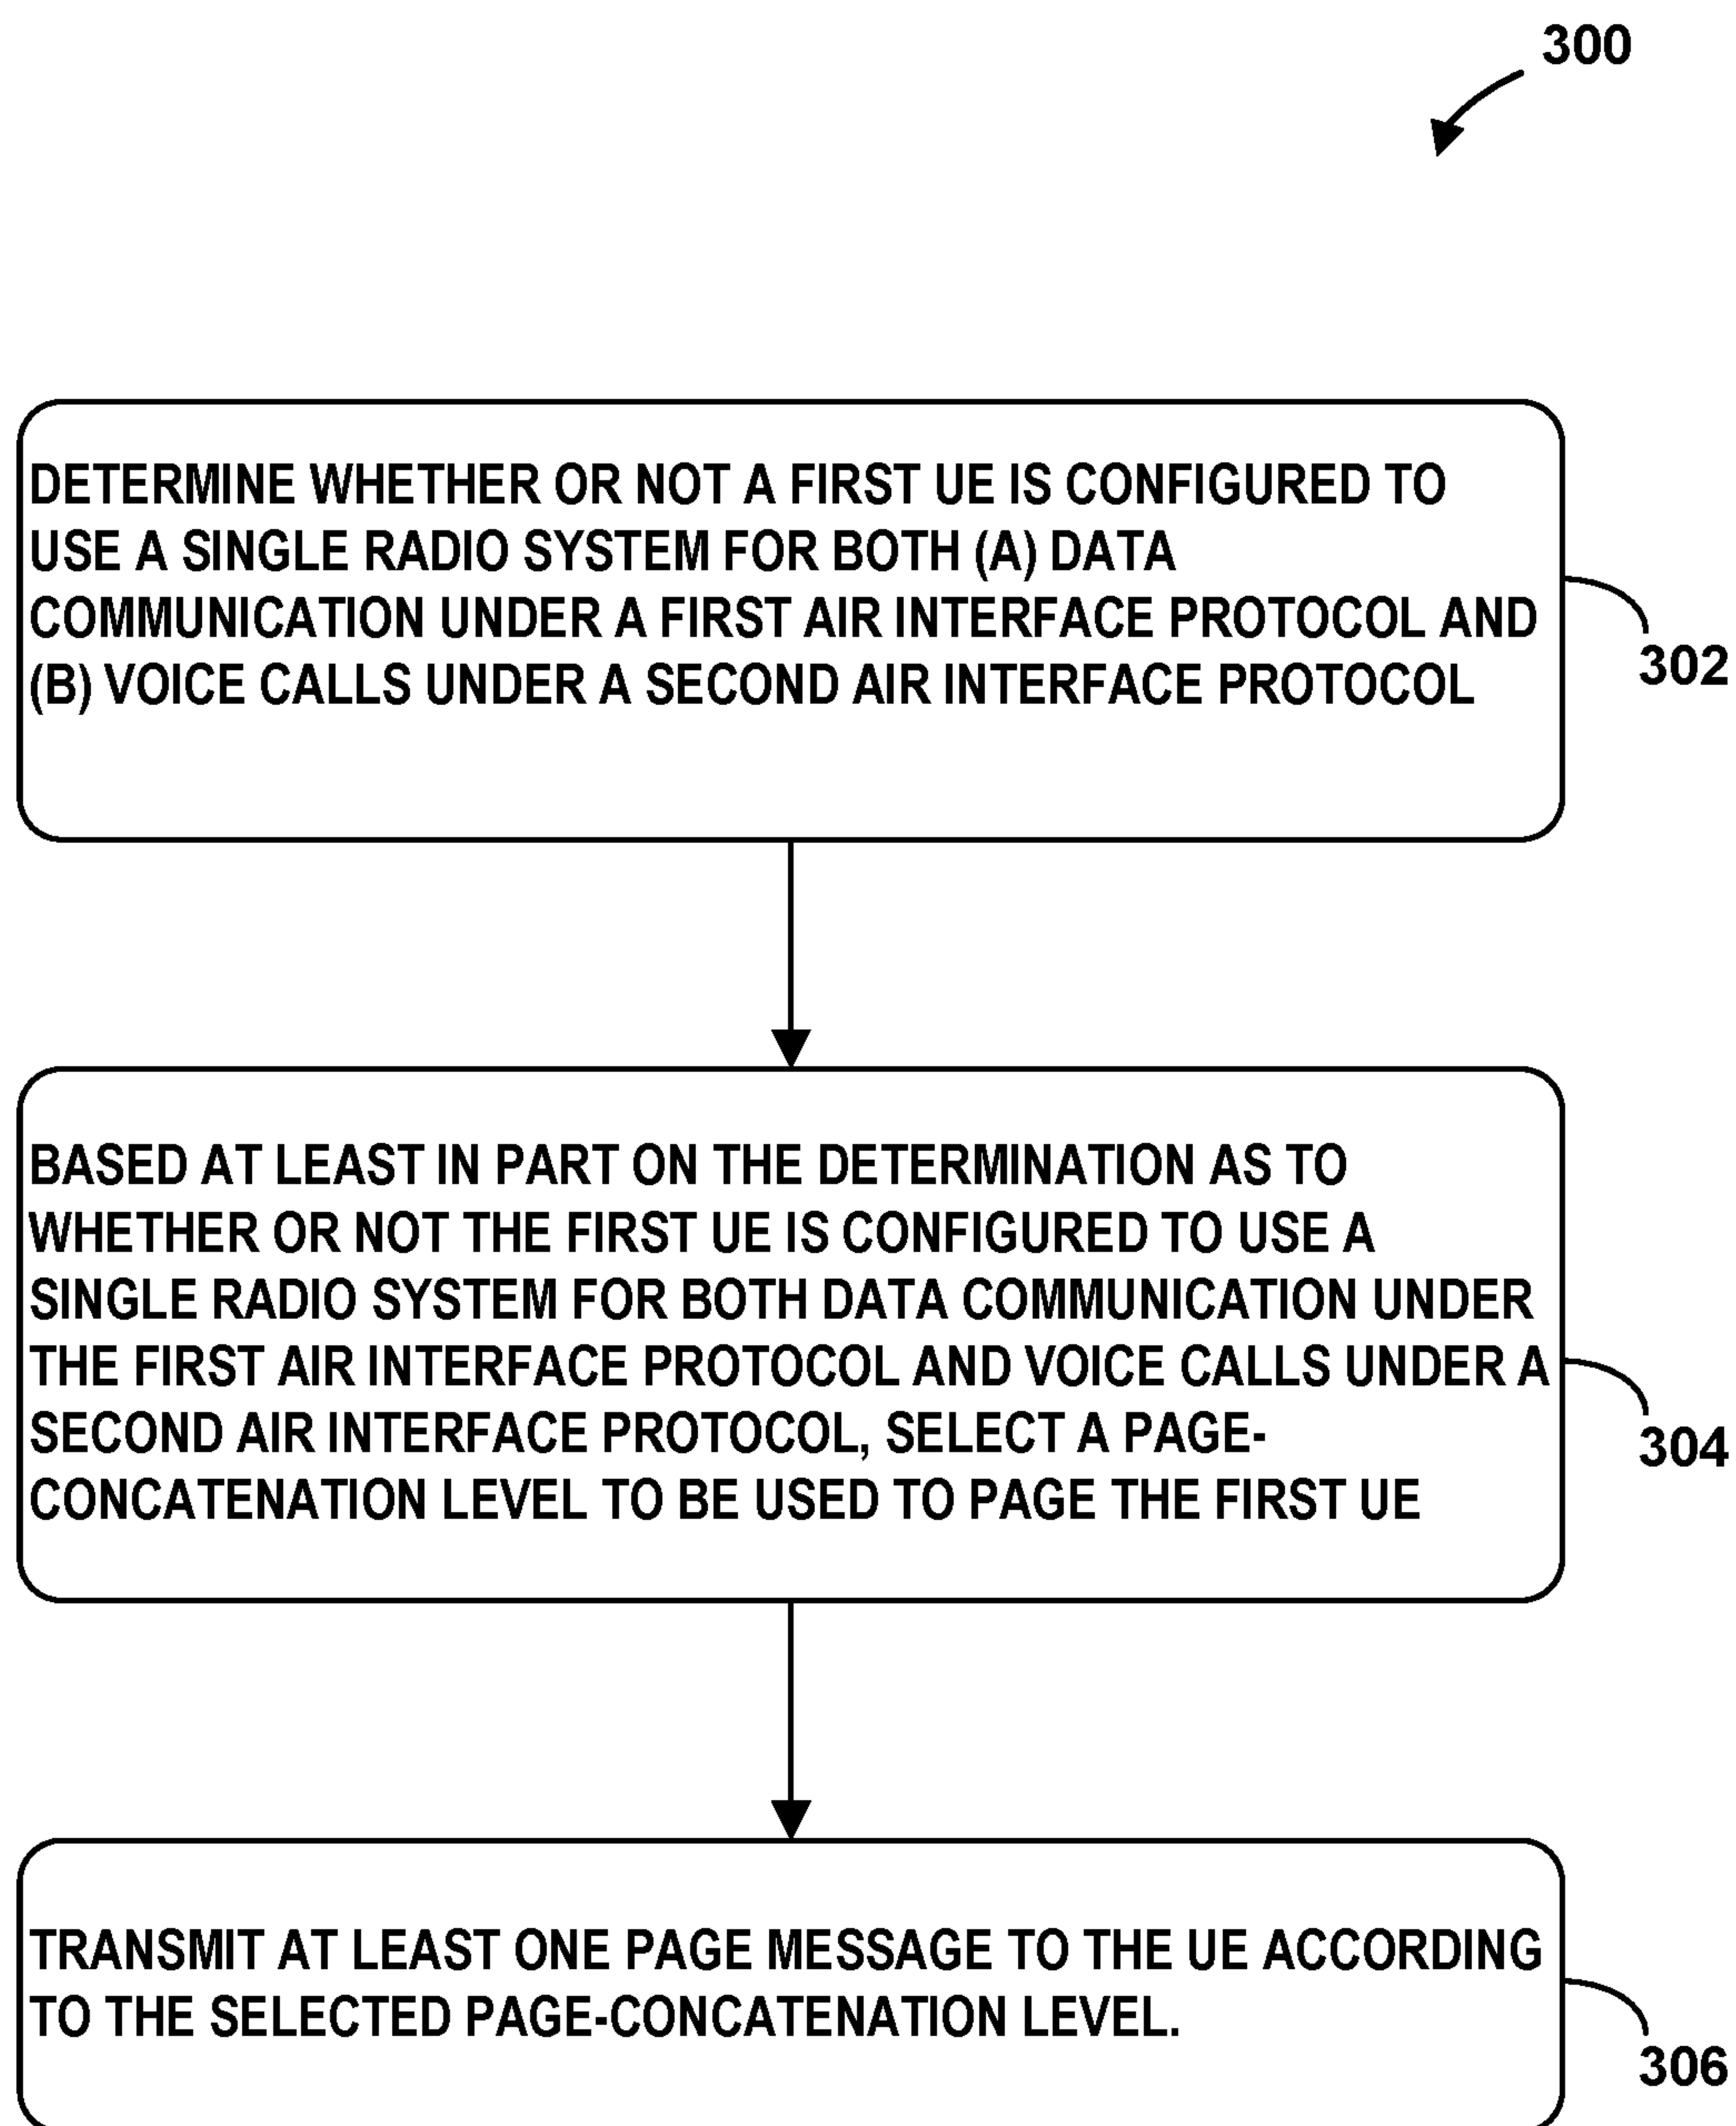 300
DETERMINE WHETHER OR NOT A FIRST UE IS CONFIGURED TO
USE A SINGLE RADIO SYSTEM FOR BOTH (A) DATA
COMMUNICATION UNDER A FIRST AIR INTERFACE PROTOCOL AND
(B) VOICE CALLS UNDER A SECOND AIR INTERFACE PROTOCOL
302
BASED AT LEAST IN PART ON THE DETERMINATION AS TO
WHETHER OR NOT THE FIRST UE IS CONFIGURED TO USE A
SINGLE RADIO SYSTEM FOR BOTH DATA COMMUNICATION UNDER
THE FIRST AIR INTERFACE PROTOCOL AND VOICE CALLS UNDER A
SECOND AIR INTERFACE PROTOCOL, SELECT A PAGE-
CONCATENATION LEVEL TO BE USED TO PAGE THE FIRST UE
304
TRANSMIT AT LEAST ONE PAGE MESSAGE TO THE UE ACCORDING
TO THE SELECTED PAGE-CONCATENATION LEVEL.
306